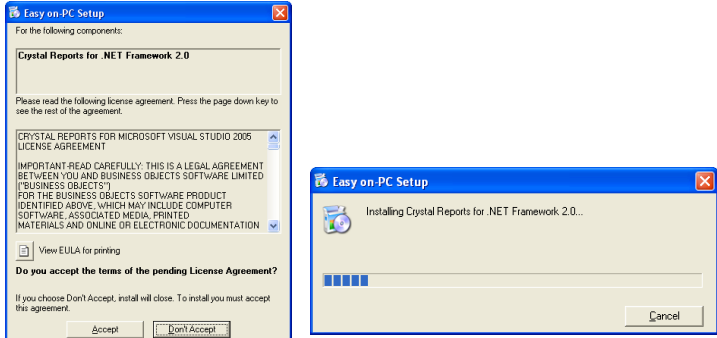 Easy on-PC Setup
For the following components:
Crystal Reports for .NET Framework 2.0
Please read the following license agreement. Press the page down key to
see the rest of the agreement.
CRYSTAL REPORTS FOR MICROSOFT VISUAL STUDIO 2005
LICENSE AGREEMENT
IMPORTANT-READ CAREFULLY: THIS IS A LEGAL AGREEMENT
BETWEEN YOU AND BUSINESS OBJECTS SOFTWARE LIMITED
("BUSINESS OBJECTS")
FOR THE BUSINESS OBJECTS SOFTWARE PRODUCT
IDENTIFIED ABOVE, WHICH MAY INCLUDE COMPUTER
SOFTWARE, ASSOCIATED MEDIA, PRINTED
MATERIALS AND ONLINE OR ELECTRONIC DOCUMENTATION
View EULA for printing
Do you accept the terms of the pending License Agreement?
If you choose Don't Accept, install will close. To install you must accept
this agreement.
Accept
Don't Accept
Easy on-PC Setup
Installing Crystal Reports for .NET Framework 2.0...
Cancel